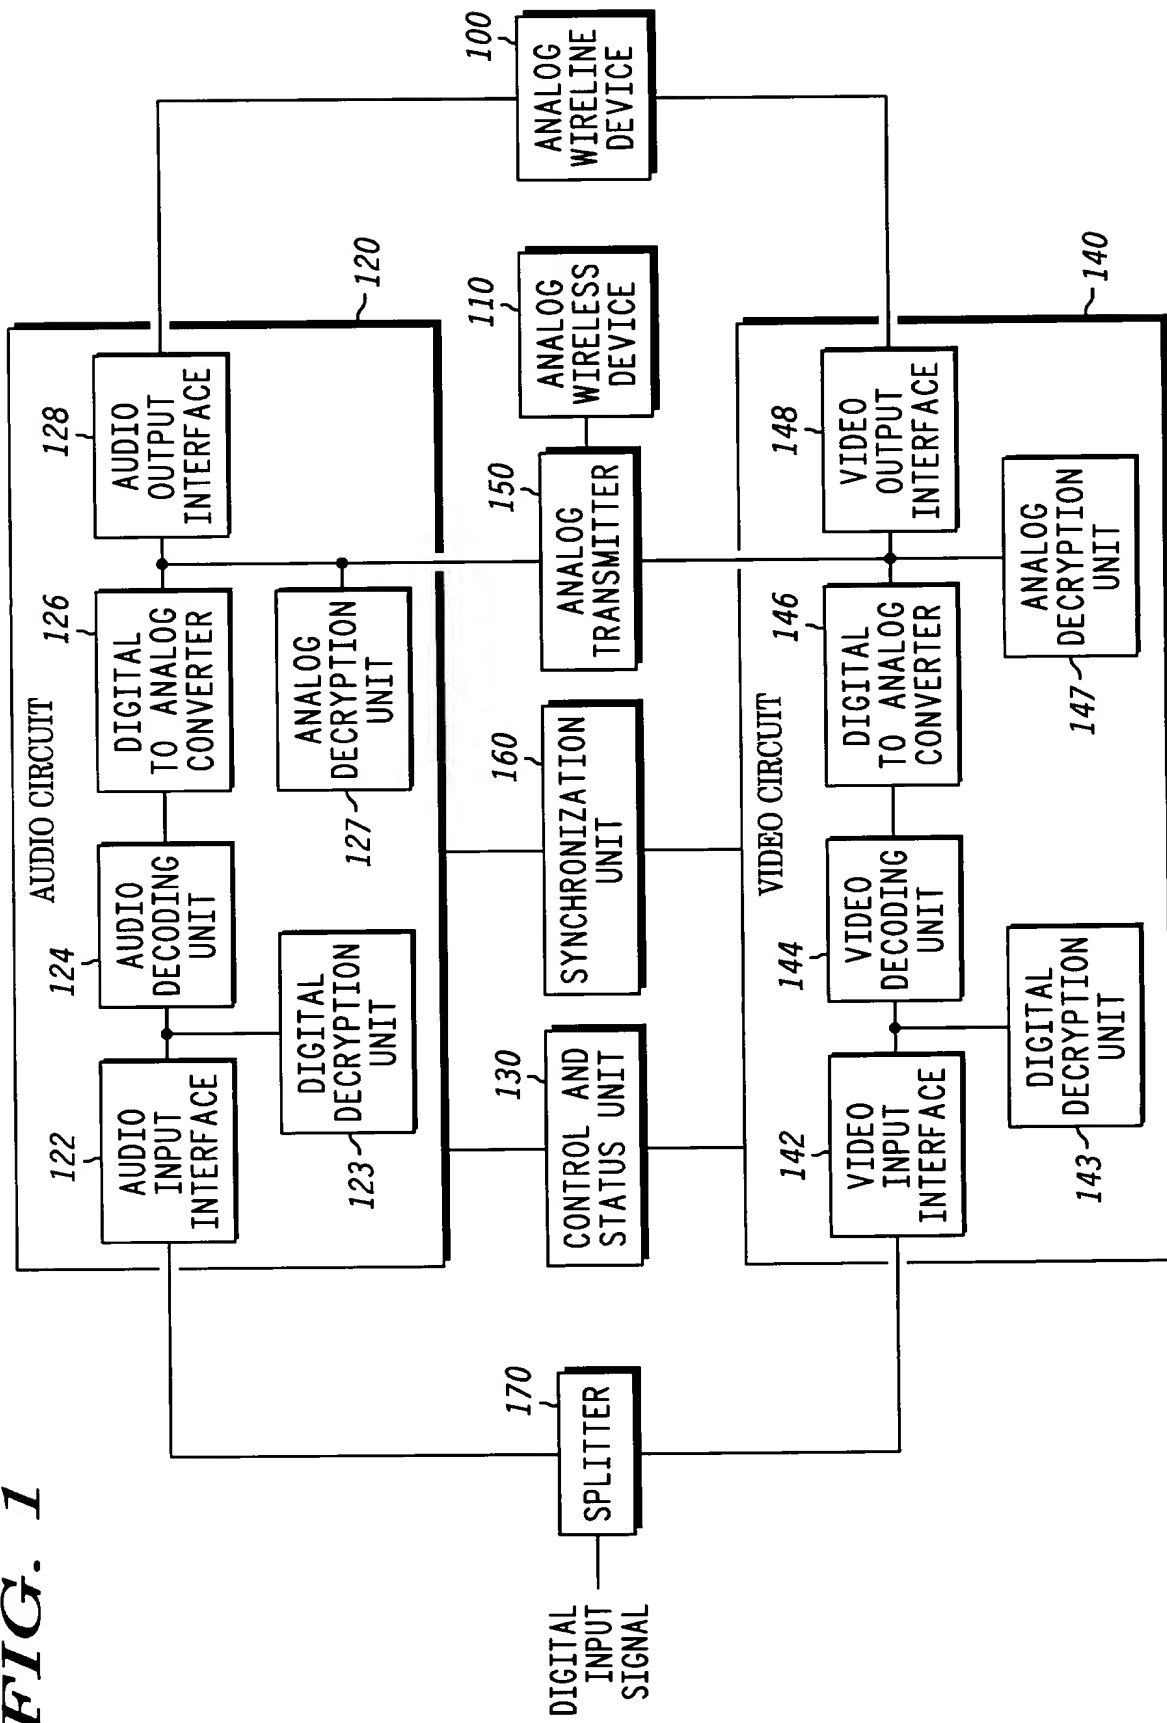 FIG. 1
DIGITAL
INPUT
SIGNAL
170
SPLITTER
AUDIO CIRCUIT
120
122
AUDIO
INPUT
INTERFACE
123
DIGITAL
DECRYPTION
UNIT
124
AUDIO
DECODING
UNIT
126
DIGITAL
TO ANALOG
CONVERTER
127
ANALOG
DECRYPTION
UNIT
128
AUDIO
OUTPUT
INTERFACE
130
CONTROL AND
STATUS UNIT
160
SYNCHRONIZATION
UNIT
150
ANALOG
TRANSMITTER
110
ANALOG
WIRELESS
DEVICE
100
ANALOG
WIRELINE
DEVICE
VIDEO CIRCUIT
140
142
VIDEO
INPUT
INTERFACE
143
DIGITAL
DECRYPTION
UNIT
144
VIDEO
DECODING
UNIT
146
DIGITAL
TO ANALOG
CONVERTER
147
ANALOG
DECRYPTION
UNIT
148
VIDEO
OUTPUT
INTERFACE